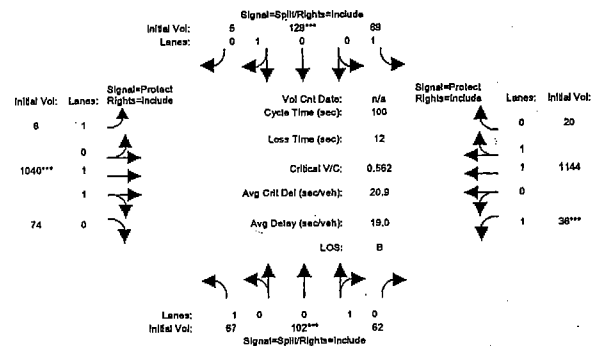 Signal=Split/Rights=Include
Initial Vol: 5 128*** 69
Lanes: 0 1 0 0 1
Signal=Protect
Initial Vol: Lanes: Rights=Include
Vol Cnt Date: n/a
Cycle Time (sec): 100
Signal=Protect
Rights=Include Lanes: Initial Vol:
6 1
0 20
Loss Time (sec): 12
0
1
1040*** 1
Critical V/C: 0.562
1 1144
1
Avg Crit Del (sec/veh): 20.9
0
74 0
Avg Delay (sec/veh): 19.0
1 36***
LOS: B
Lanes: 1 0 0 1 0
Initial Vol: 67 102*** 62
Signal=Split/Rights=Include